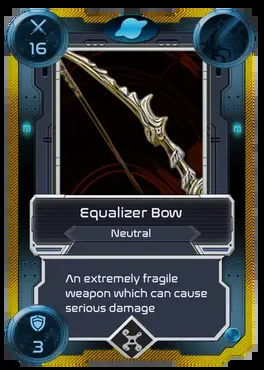 16
Equalizer Bow
Neutral
An extremely fragile
weapon which can cause
serious damage
3